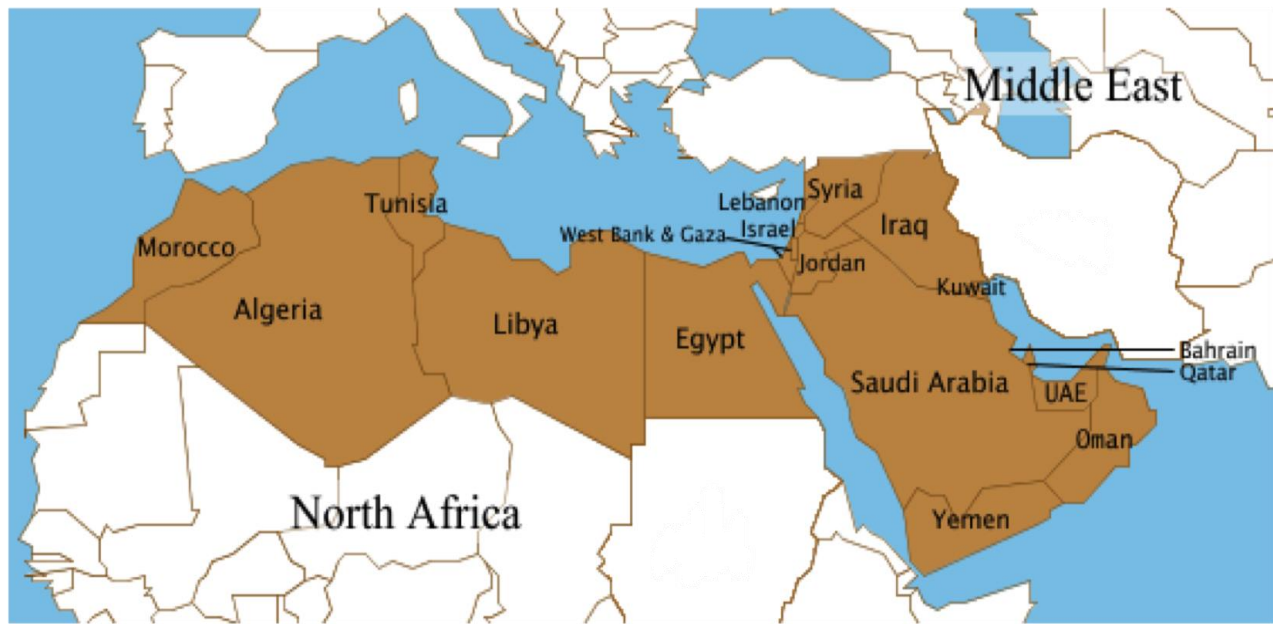 Middle East
Tunisia
Syria
Lebanon
Israel
West Bank & Gaza
Iraq
Morocco
Jordan
Kuwait
Algeria
Libya
Egypt
Bahrain
Qatar
Saudi Arabia
UAE
Oman
North Africa
Yemen